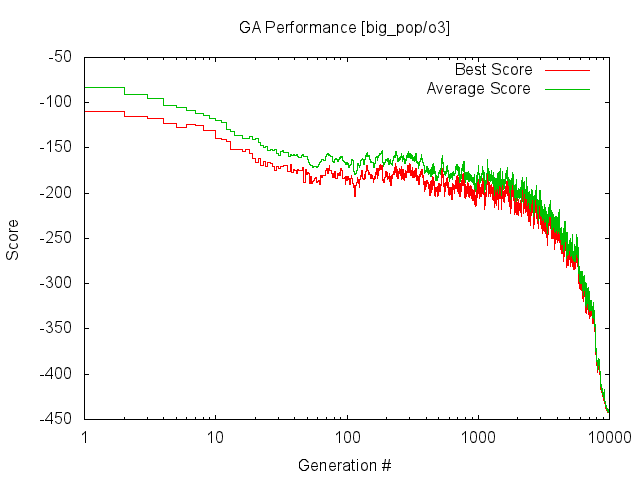 GA Performance [big_pop/o3]
Best Score
Average Score
-50
-100
-150
-200
-250
-300
-350
-400
-450
Score
1
10
100
1000
10000
Generation #